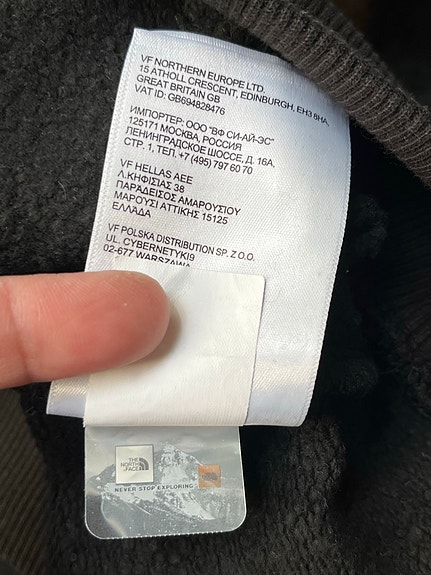 VF NORTHERN EUROPE LTD.
15 ATHOLL CRESCENT, EDINBURGH, EH3 8HA,
GREAT BRITAIN GB
VAT ID: GB694828476
ИМПОРТЕР: ООО "ВФ СИ-АЙ-ЭС"
125171 МОСКВА, РОССИЯ
ЛЕНИНГРАДСКОЕ ШОССЕ, Д. 16А,
СТР. 1, ТЕЛ. +7 (495) 797 60 70
VF HELLAS AEE
Λ.ΚΗΦΙΣΙΑΣ 38
ΠΑΡΑΔΕΙΣΟΣ ΑΜΑΡΟΥΣΙΟΥ
ΜΑΡΟΥΣΙ ΑΤΤΙΚΗΣ 15125
ΕΛΛΑΔΑ
VF POLSKA DISTRIBUTION SP. Z O.O.
UL. CYBERNETYKI9
02-677 WARSZAWA
THE
NORTH
FACE
NEVER STOP EXPLORING